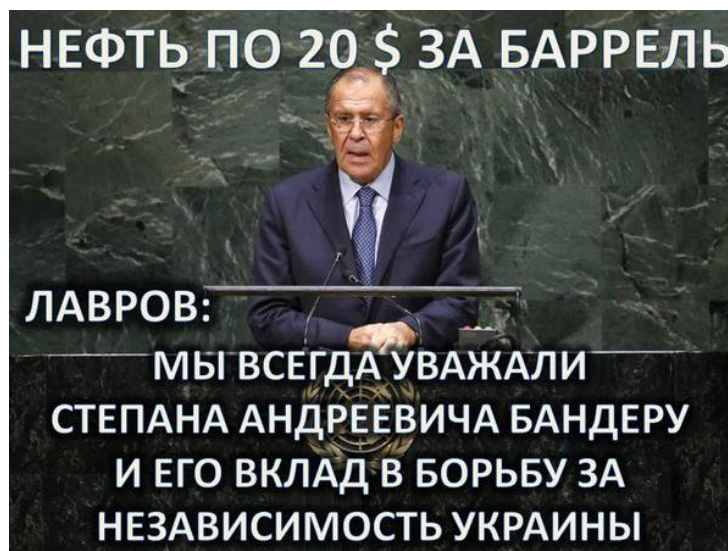 НЕФТЬ ПО 20 $ ЗА БАРРЕЛЬ
ЛАВРОВ:
МЫ ВСЕГДА УВАЖАЛИ
СТЕПАНА АНДРЕЕВИЧА БАНДЕРУ
И ЕГО ВКЛАД В БОРЬБУ ЗА
НЕЗАВИСИМОСТЬ УКРАИНЫ